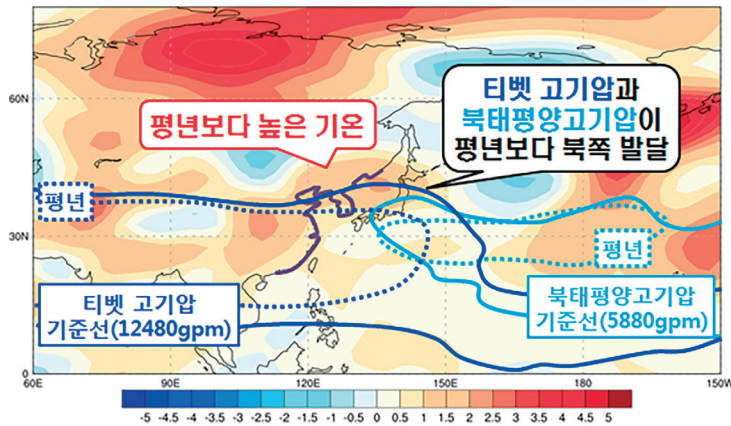 티벳 고기압과
북태평양고기압이
평년보다 북쪽 발달
평년보다 높은 기온
60N
평년
30N
평년
티벳 고기압
기준선(12480gpm)
북태평양고기압
기준선(5880gpm)
0
60E 90E 120E 150E 180 150W
-5 -4.5 -4 -3.5 -3 -2.5 -2 -1.5 -1 -0.5 0 0.5 1 1.5 2 2.5 3 3.5 4 4.5 5